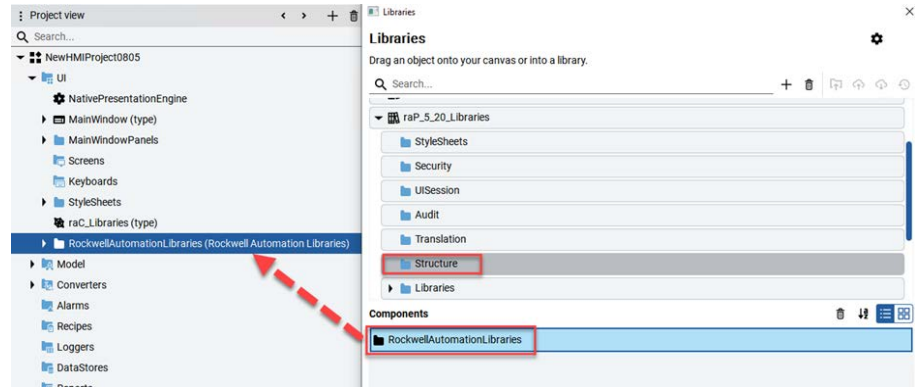 Project view
Search...
NewHMIProject0805
UI
NativePresentationEngine
MainWindow (type)
MainWindowPanels
Screens
Keyboards
StyleSheets
raC_Libraries (type)
RockwellAutomationLibraries (Rockwell Automation Libraries)
Model
Converters
Alarms
Recipes
Loggers
DataStores
Reports
Libraries
Libraries
Drag an object onto your canvas or into a library.
Search...
raP_5_20_Libraries
StyleSheets
Security
UISession
Audit
Translation
Structure
Libraries
Components
RockwellAutomationLibraries